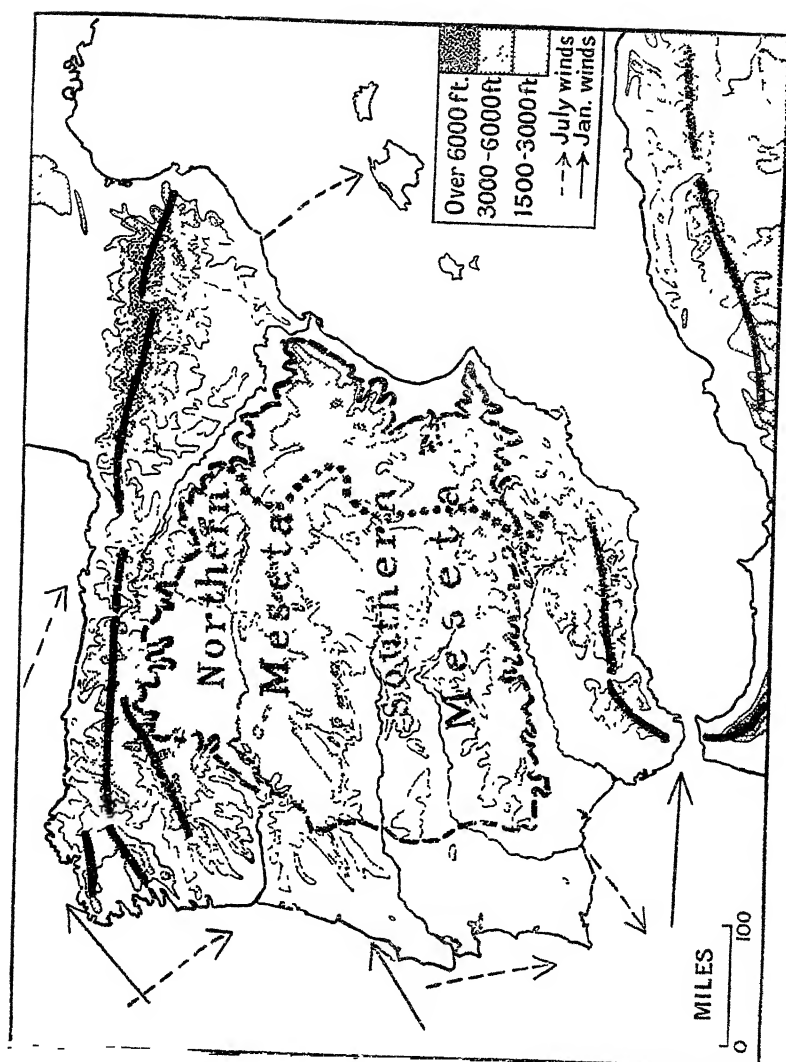 Northern
Meseta
Southern
Meseta
Over 6000 ft.
3000-6000ft
1500-3000ft
July winds
Jan. winds
MILES
0 100